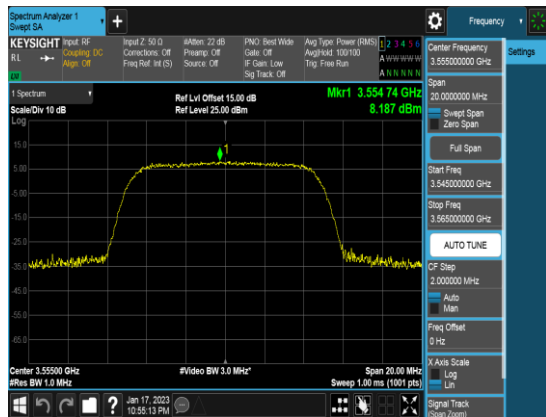 Spectrum Analyzer 1
Swept SA
+
Frequency
KEYSIGHT
RL
Input: RF
Coupling: DC
Align: Off
Input Z: 50 Ω
Corrections: Off
Freq Ref: Int (S)
#Atten: 22 dB
Preamp: Off
Source: Off
PNO: Best Wide
Gate: Off
IF Gain: Low
Sig Track: Off
Avg Type: Power (RMS)
Avg|Hold: 100/100
Trig: Free Run
1 2 3 4 5 6
A W W W W W
A N N N N N
LV
1 Spectrum
Scale/Div 10 dB
Log
Ref Lvl Offset 15.00 dB
Ref Level 25.00 dBm
Mkr1 3.554 74 GHz
8.187 dBm
1
15.0
5.00
-5.00
-15.0
-25.0
-35.0
-45.0
-55.0
-65.0
Center 3.55500 GHz
#Res BW 1.0 MHz
#Video BW 3.0 MHz*
Span 20.00 MHz
Sweep 1.00 ms (1001 pts)
Jan 17, 2023
10:55:13 PM
?
Settings
Center Frequency
3.555000000 GHz
Span
20.0000000 MHz
Swept Span
Zero Span
Full Span
Start Freq
3.545000000 GHz
Stop Freq
3.565000000 GHz
AUTO TUNE
CF Step
2.000000 MHz
Auto
Man
Freq Offset
0 Hz
X Axis Scale
Log
Lin
Signal Track
(Span Zoom)